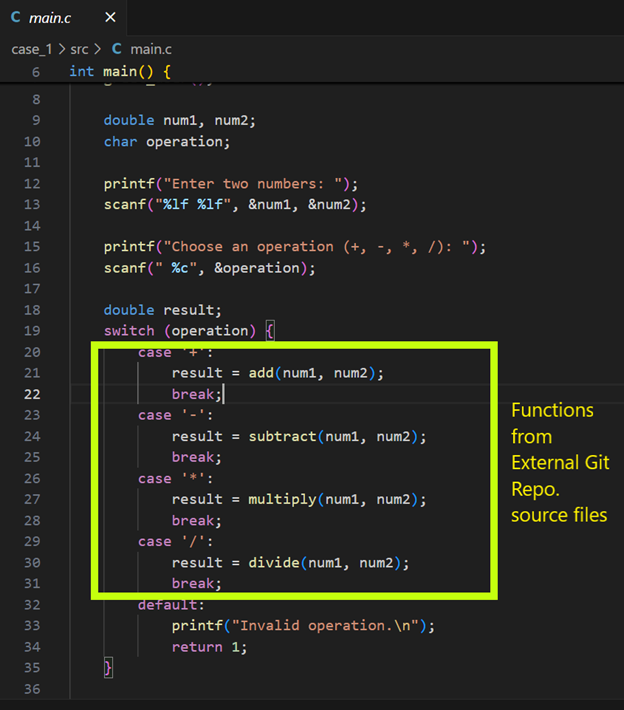 C main.c ×
case_1 > src > C main.c
6 int main() {
8
9 double num1, num2;
10 char operation;
11
12 printf("Enter two numbers: ");
13 scanf("%lf %lf", &num1, &num2);
14
15 printf("Choose an operation (+, -, *, /): ");
16 scanf(" %c", &operation);
17
18 double result;
19 switch (operation) {
20 case '+':
21 result = add(num1, num2);
22 break;
23 case '-':
24 result = subtract(num1, num2);
25 break;
26 case '*':
27 result = multiply(num1, num2);
28 break;
29 case '/':
30 result = divide(num1, num2);
31 break;
32 default:
33 printf("Invalid operation.\n");
34 return 1;
35 }
36
Functions
from
External Git
Repo.
source files